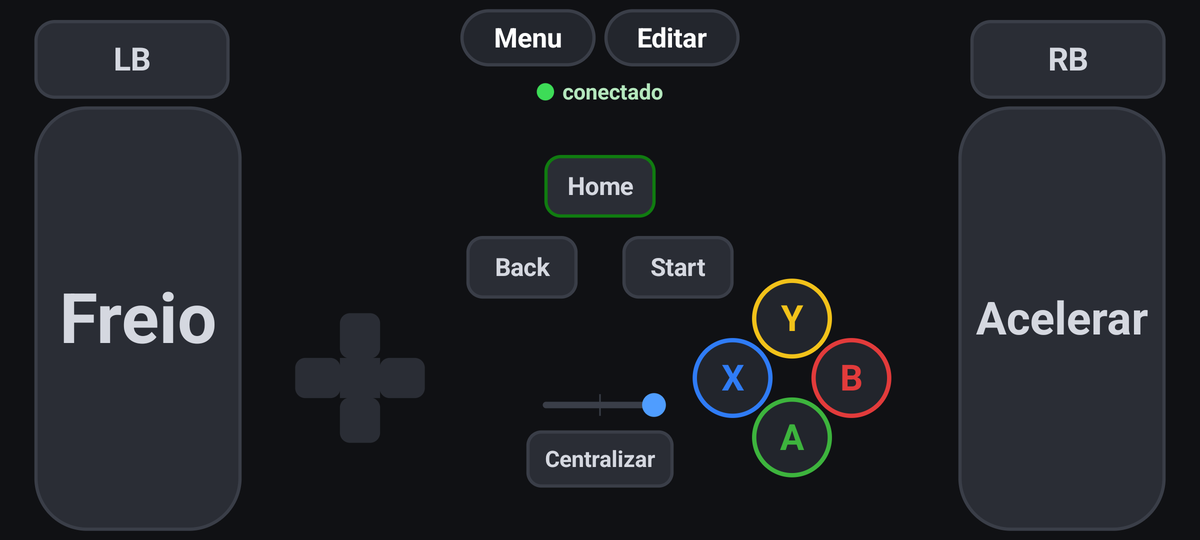 Menu
Editar
LB
RB
conectado
Home
Back
Start
Freio
Acelerar
Y
X
B
A
Centralizar